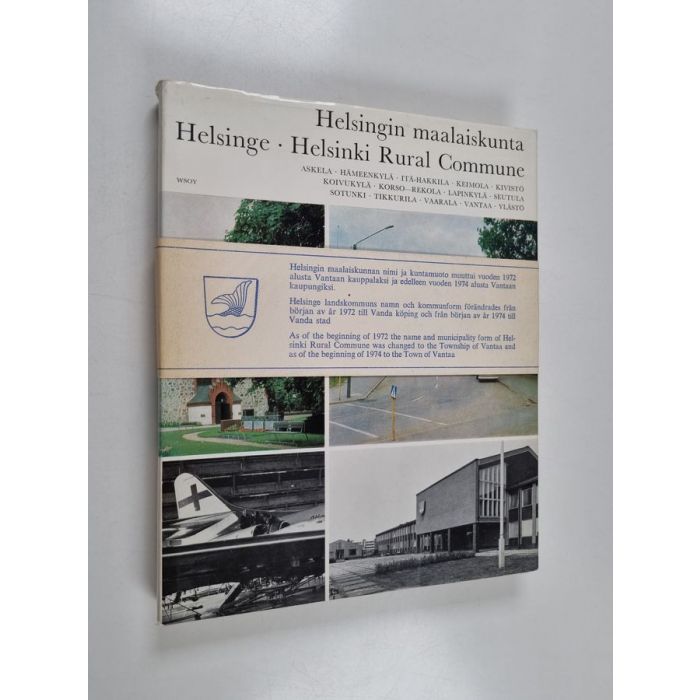 Helsingin maalaiskunta
Helsinge · Helsinki Rural Commune
ASKELA · HÄMEENKYLÄ · ITÄ-HAKKILA · KEIMOLA · KIVISTÖ
WSOY
KOIVUKYLÄ · KORSO—REKOLA · LAPINKYLÄ · SEUTULA
SOTUNKI · TIKKURILA · VAARALA · VANTAA · YLÄSTÖ
Helsingin maalaiskunnan nimi ja kuntamuoto muuttui vuoden 1972
alusta Vantaan kauppalaksi ja edelleen vuoden 1974 alusta Vantaan
kaupungiksi.
Helsinge landskommuns namn och kommunform förändrades från
början av år 1972 till Vanda köping och från början av år 1974 till
Vanda stad
As of the beginning of 1972 the name and municipality form of Hel-
sinki Rural Commune was changed to the Township of Vantaa and
as of the beginning of 1974 to the Town of Vantaa